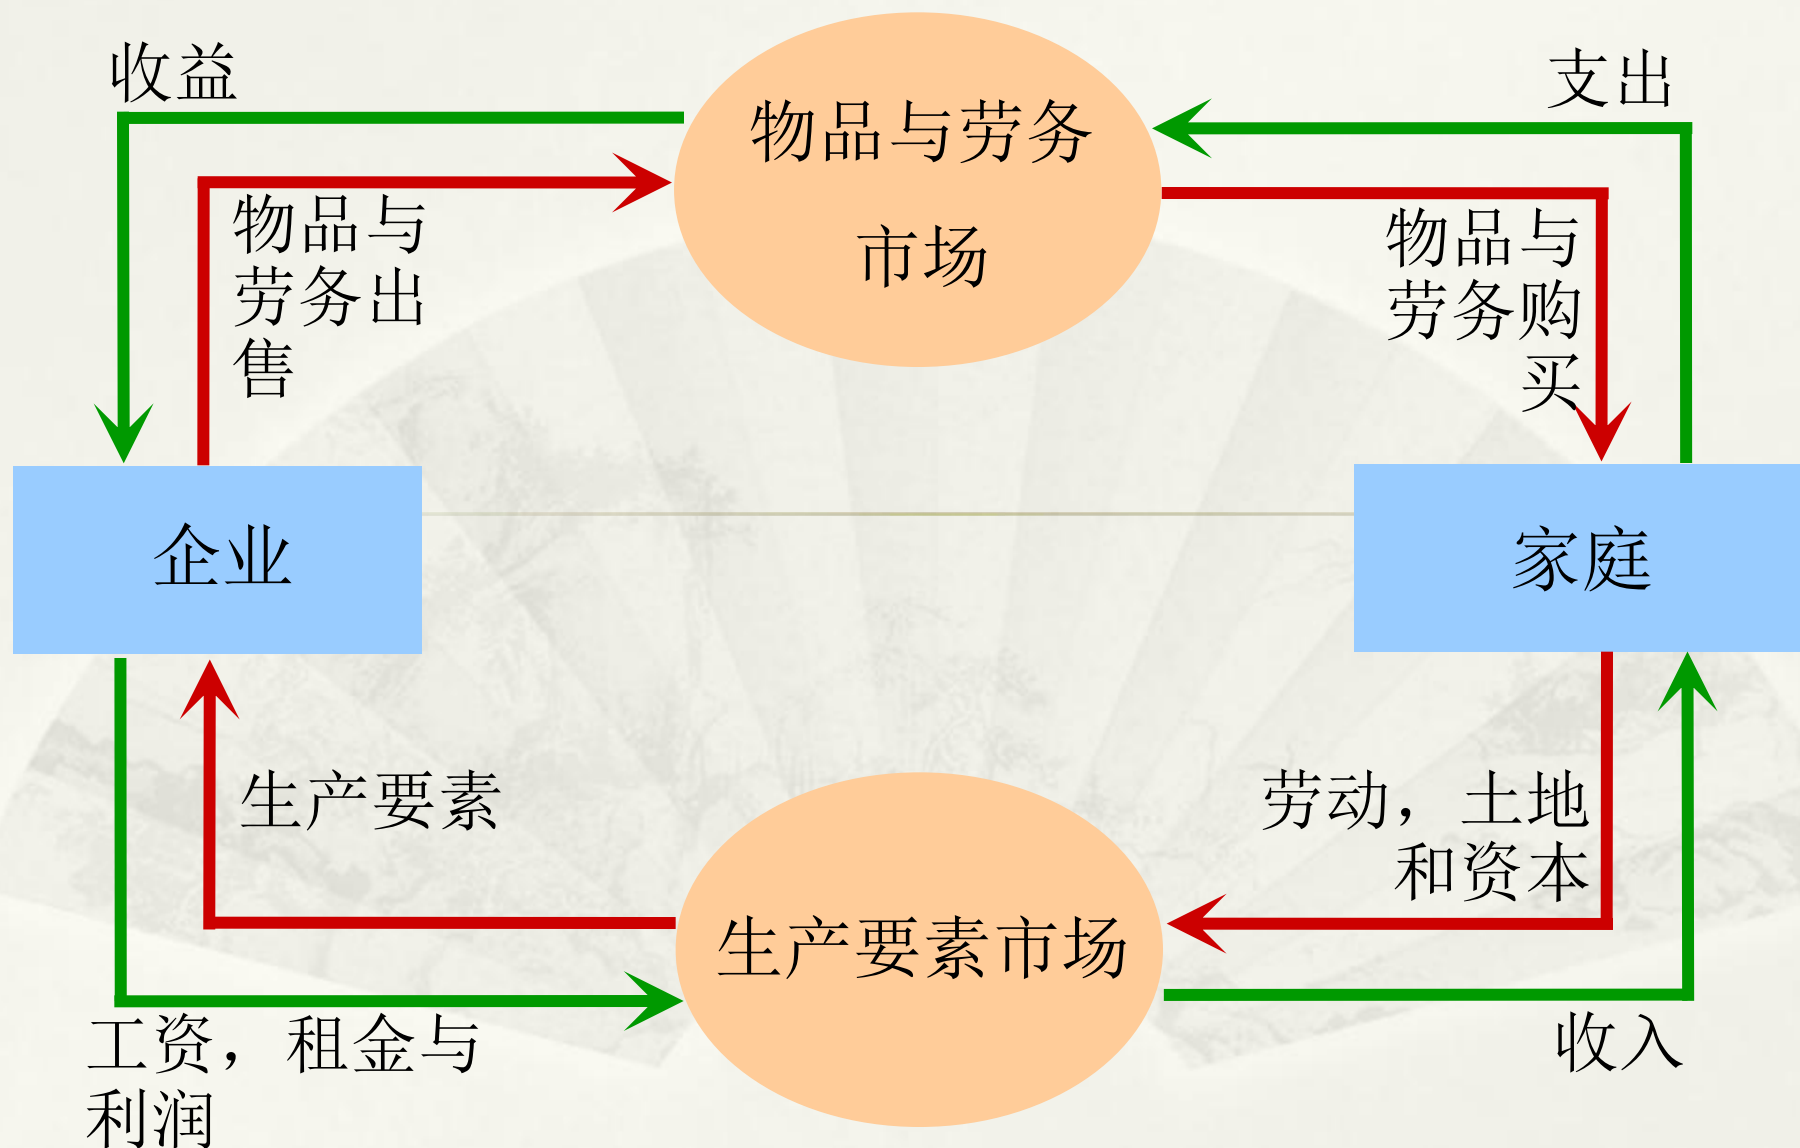 收益
支出
物品与劳务
市场
物品与
劳务出
售
物品与
劳务购
买
企业
家庭
生产要素
劳动，土地
和资本
生产要素市场
工资，租金与
利润
收入